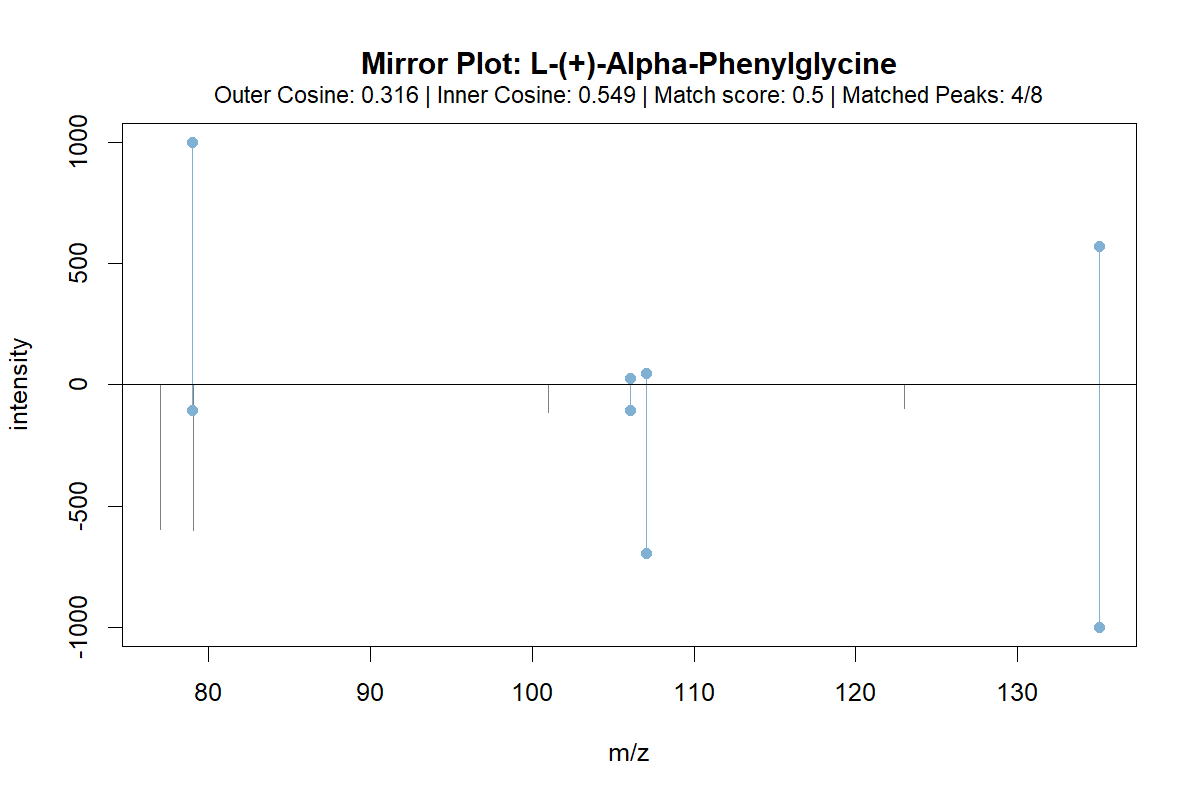 Mirror Plot: L-(+)-Alpha-Phenylglycine
Outer Cosine: 0.316 | Inner Cosine: 0.549 | Match score: 0.5 | Matched Peaks: 4/8
intensity
1000
500
0
-500
-1000
80 90 100 110 120 130
m/z